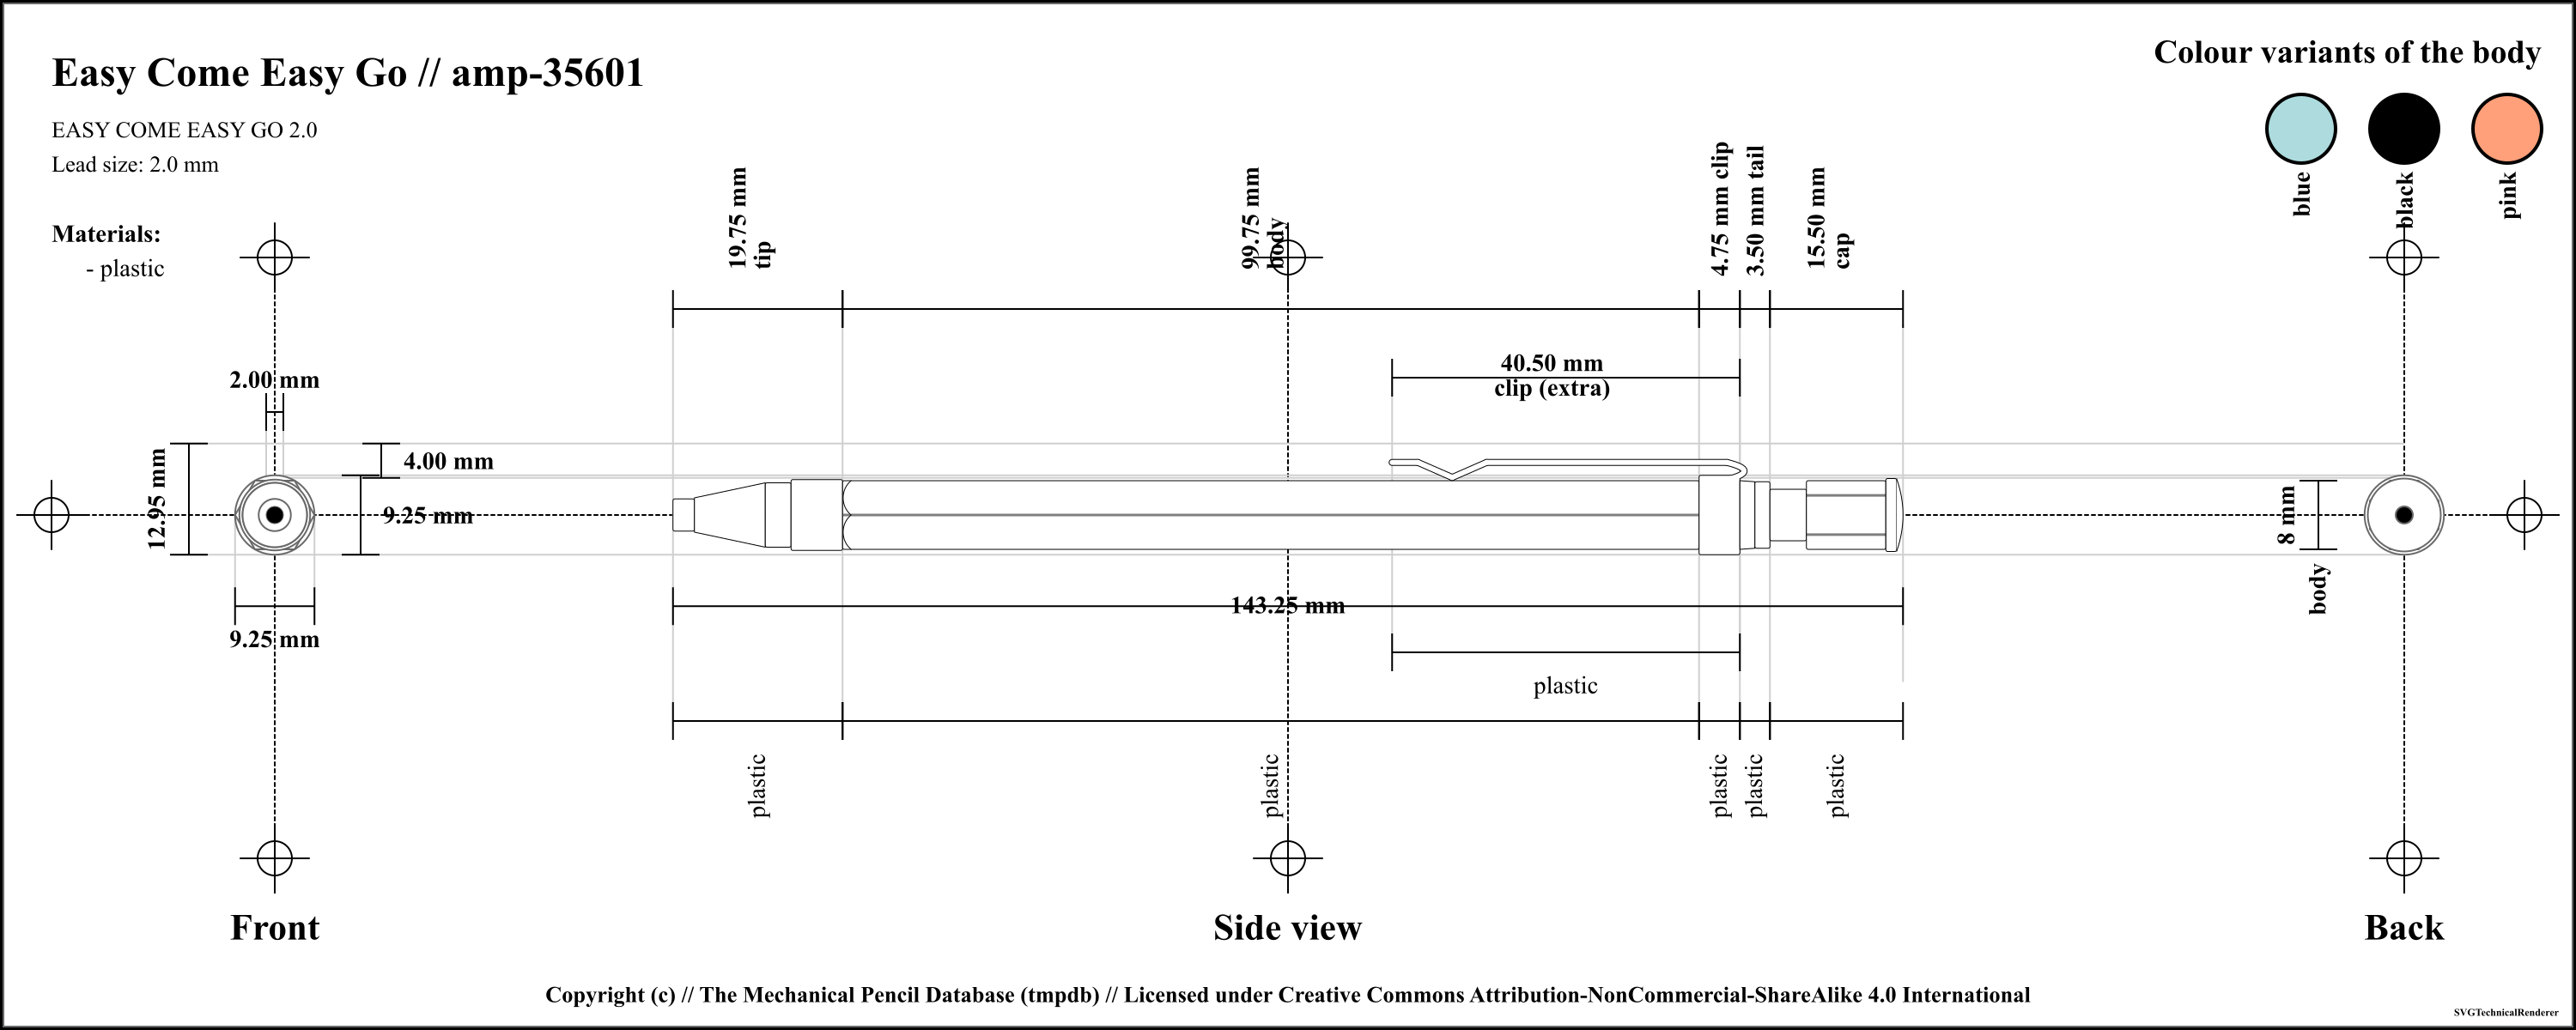 Easy Come Easy Go // amp-35601
EASY COME EASY GO 2.0
Lead size: 2.0 mm
Materials:
- plastic
Colour variants of the body
blue
black
pink
19.75 mm
tip
99.75 mm
body
4.75 mm clip
3.50 mm tail
15.50 mm
cap
40.50 mm
clip (extra)
2.00 mm
4.00 mm
12.95 mm
9.25 mm
9.25 mm
8 mm
body
143.25 mm
plastic
plastic
plastic
plastic
plastic
plastic
Front
Side view
Back
Copyright (c) // The Mechanical Pencil Database (tmpdb) // Licensed under Creative Commons Attribution-NonCommercial-ShareAlike 4.0 International
SVGTechnicalRenderer